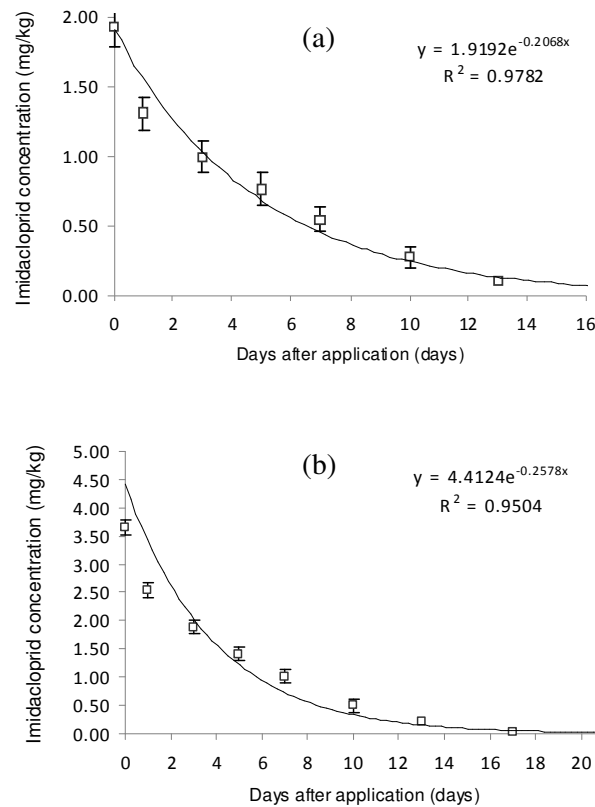 (a)
y = 1.9192e^-0.2068x
R² = 0.9782
Imidacloprid concentration (mg/kg)
2.00
1.50
1.00
0.50
0.00
0 2 4 6 8 10 12 14 16
Days after application (days)
(b)
y = 4.4124e^-0.2578x
R² = 0.9504
Imidacloprid concentration (mg/kg)
5.00
4.50
4.00
3.50
3.00
2.50
2.00
1.50
1.00
0.50
0.00
0 2 4 6 8 10 12 14 16 18 20
Days after application (days)